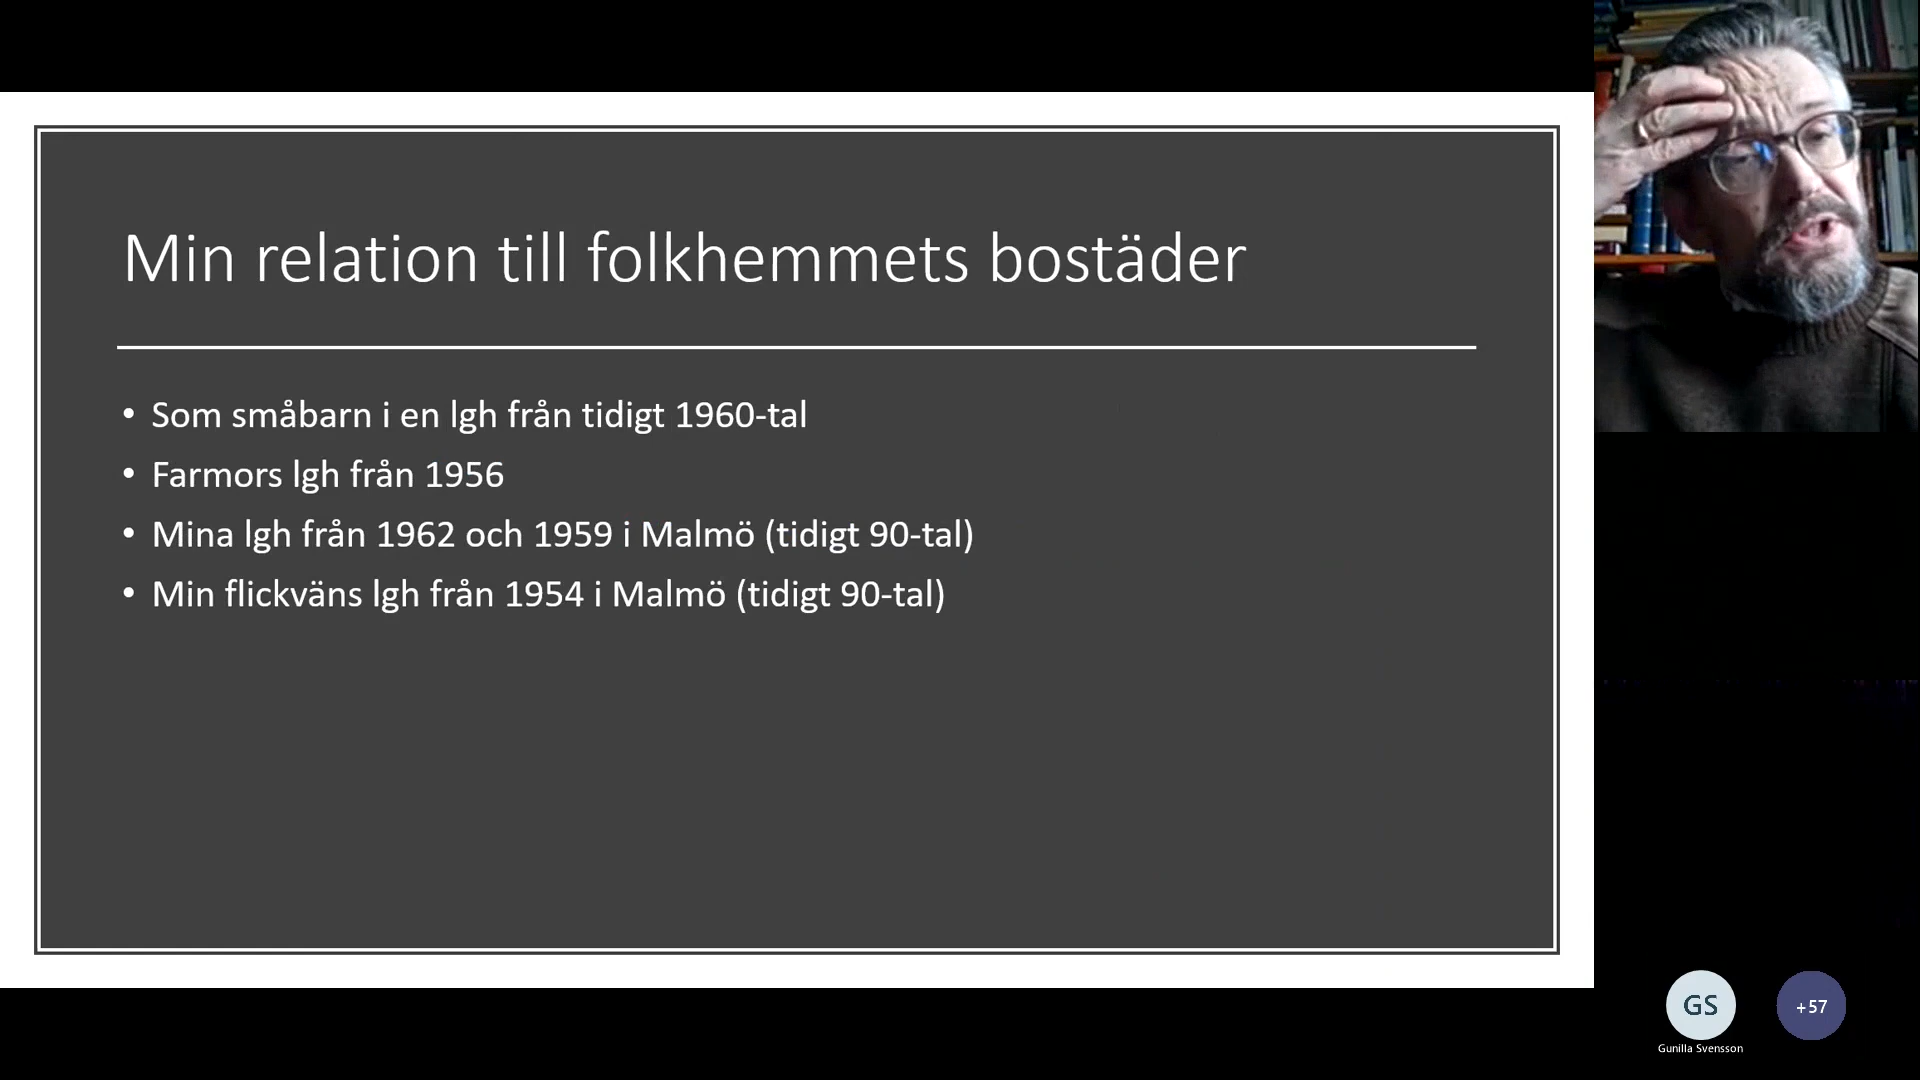 Min relation till folkhemmets bostäder
• Som småbarn i en lgh från tidigt 1960-tal
• Farmors lgh från 1956
• Mina lgh från 1962 och 1959 i Malmö (tidigt 90-tal)
• Min flickväns lgh från 1954 i Malmö (tidigt 90-tal)
GS
+57
Gunilla Svensson